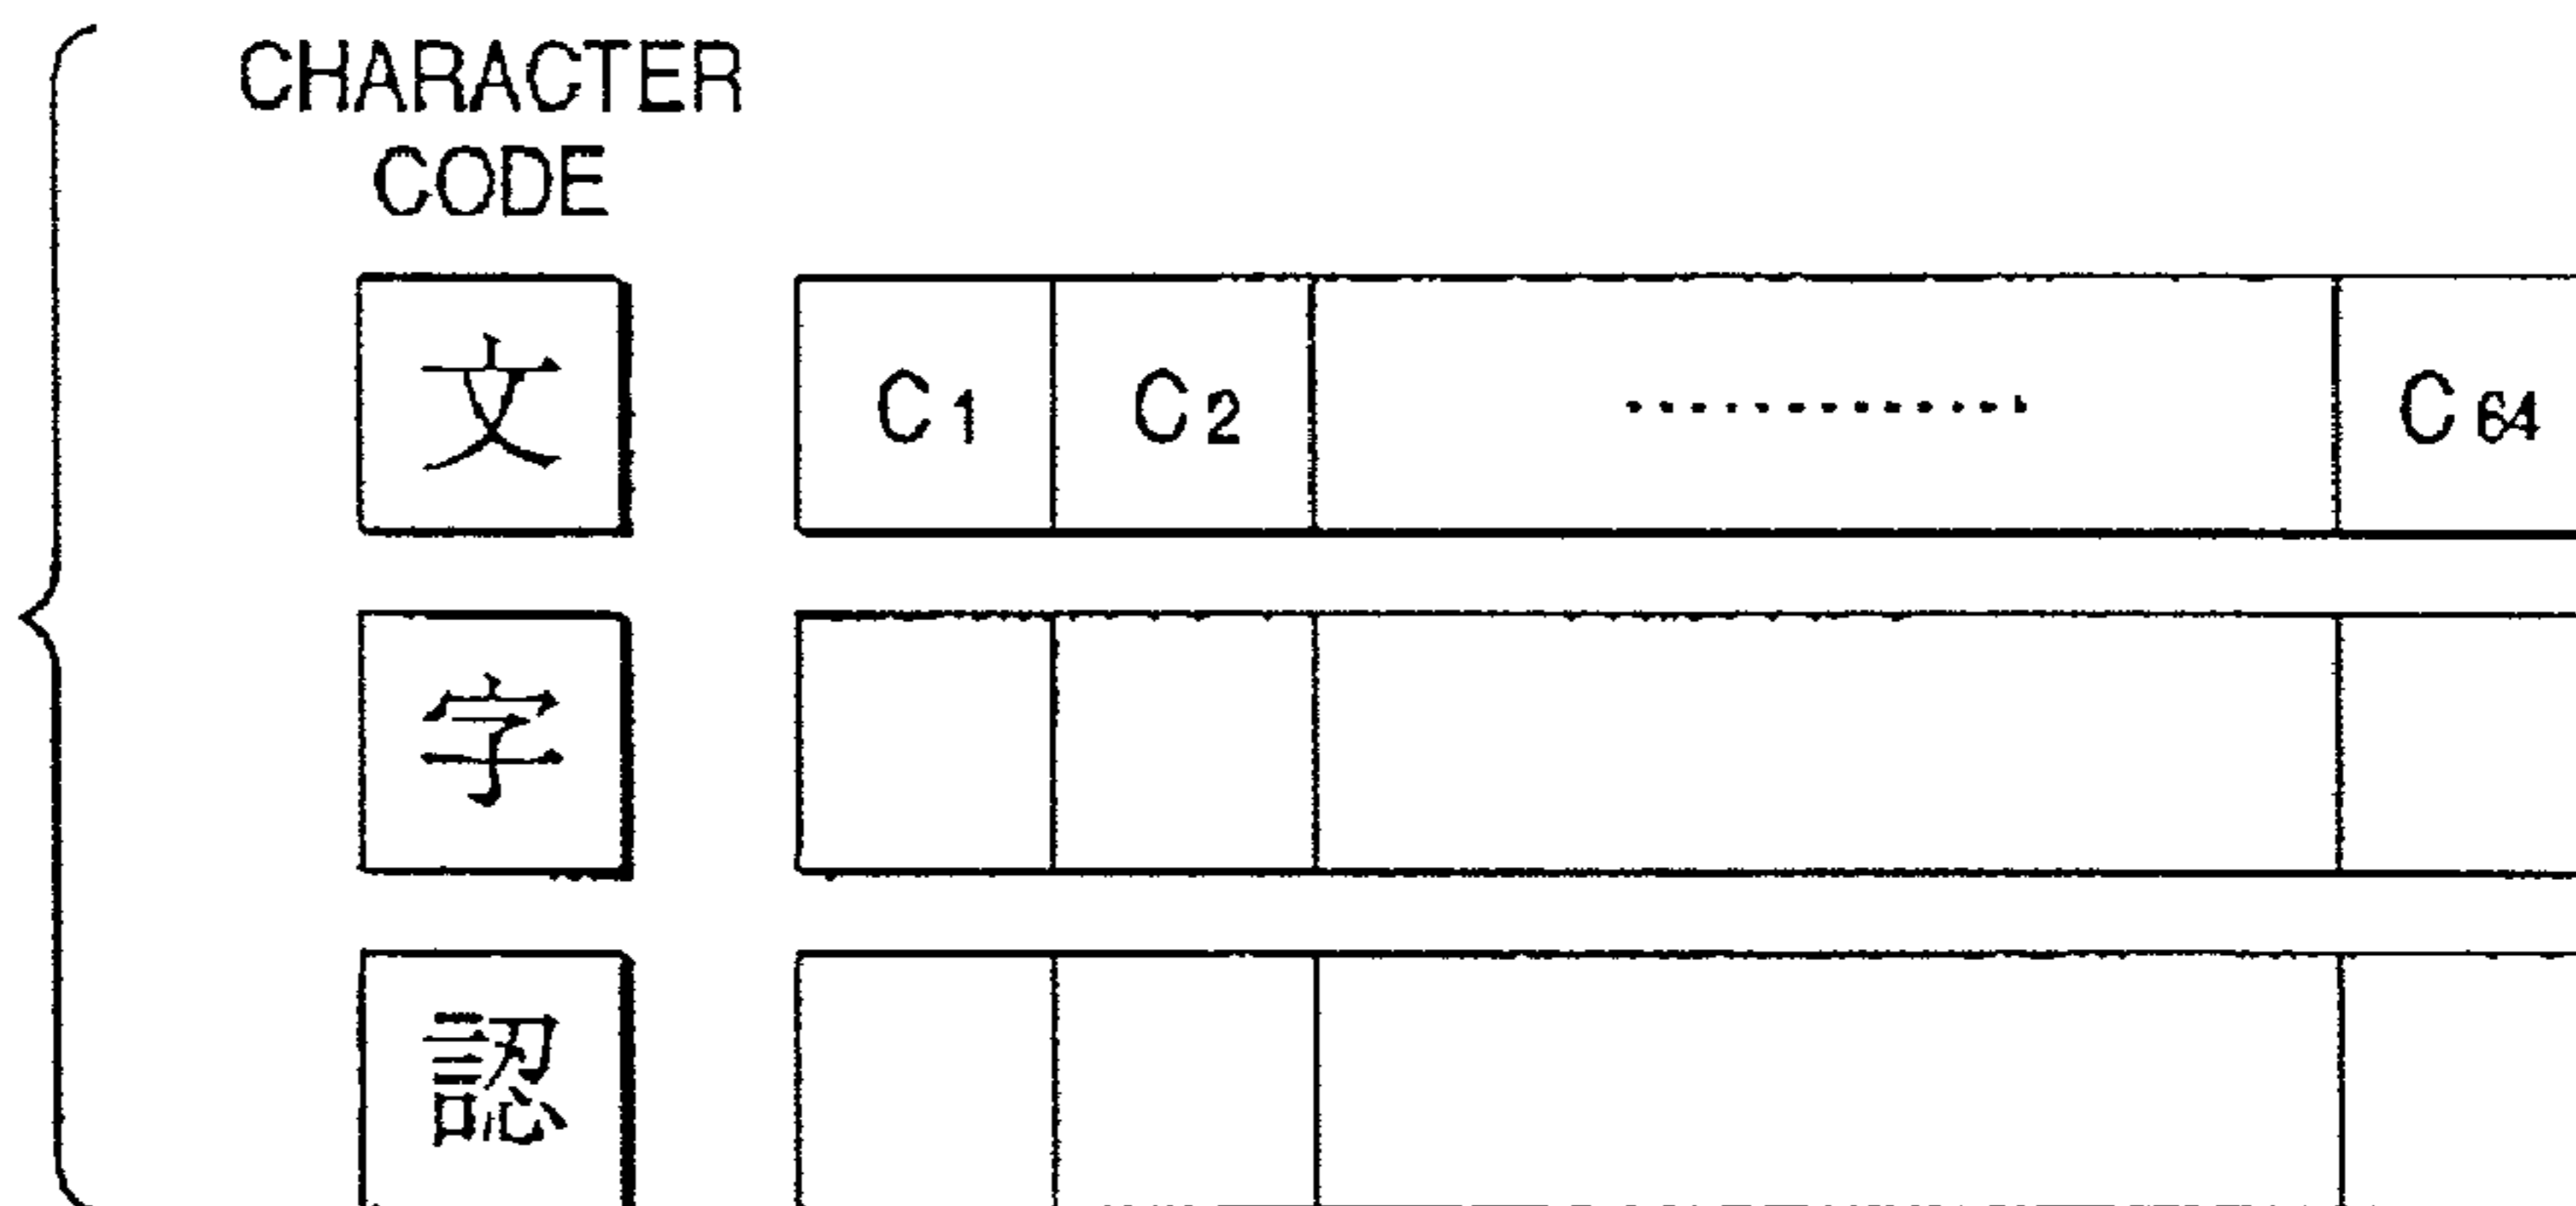 CHARACTER
CODE
文 C1 C2 ............. C64
字
認